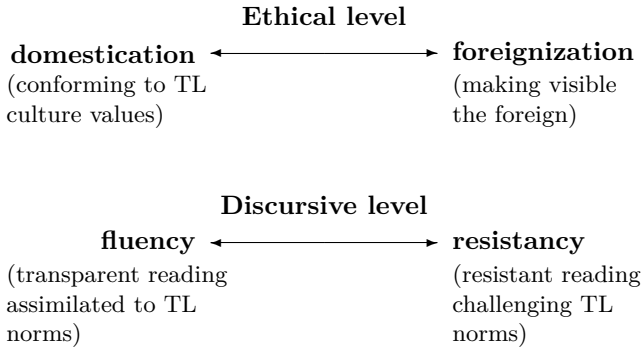 Ethical level
domestication foreignization
(conforming to TL (making visible
culture values) the foreign)
Discursive level
fluency resistancy
(transparent reading (resistant reading
assimilated to TL challenging TL
norms) norms)